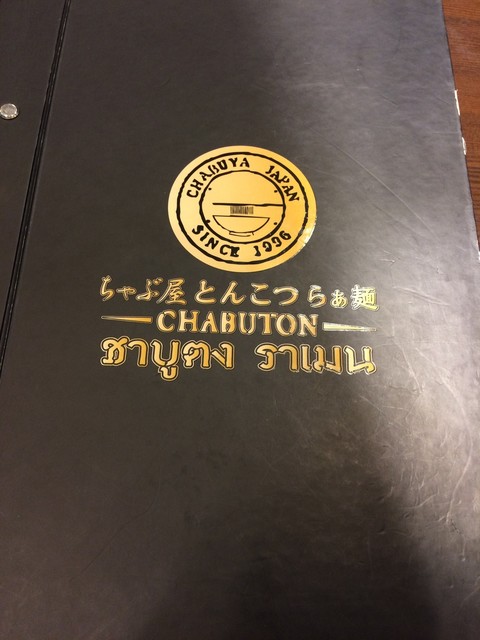 CHABUYA JAPAN
SINCE 1996
ちゃぶ屋とんこつらぁ麺
CHABUTON
ชาบูตง ราเมน